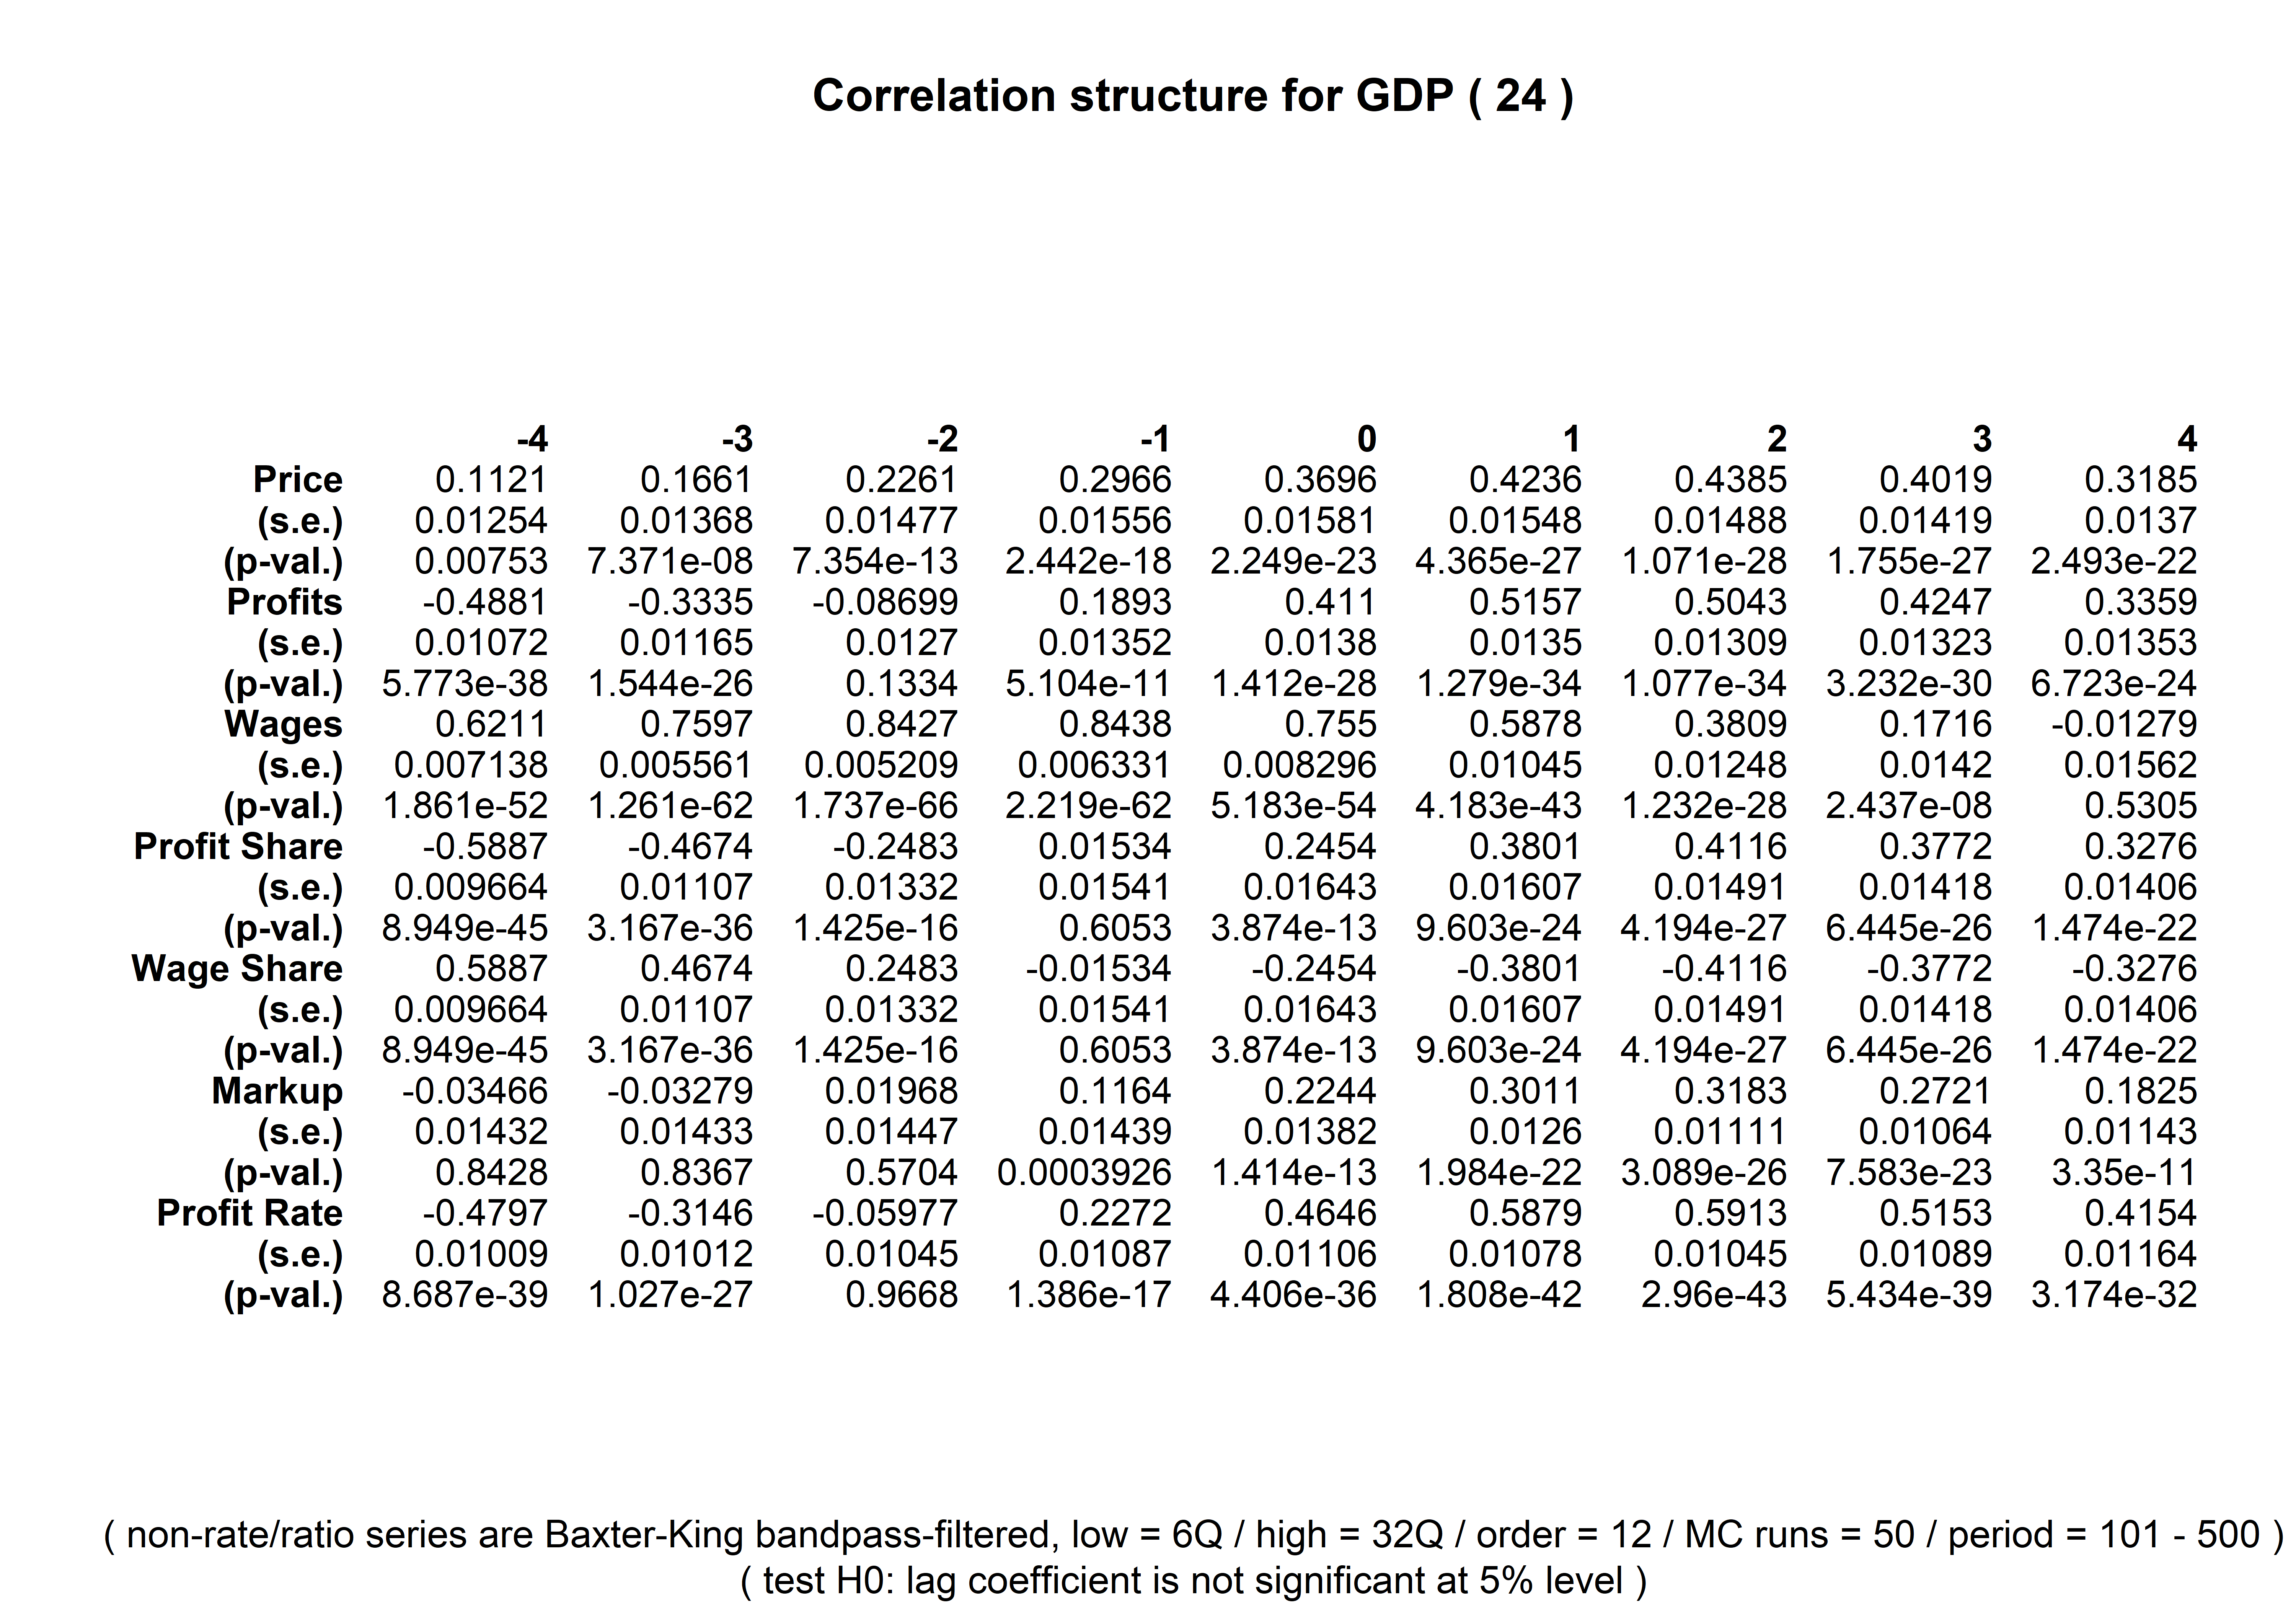 Correlation structure for GDP ( 24 )
-4 -3 -2 -1 0 1 2 3 4
Price 0.1121 0.1661 0.2261 0.2966 0.3696 0.4236 0.4385 0.4019 0.3185
(s.e.) 0.01254 0.01368 0.01477 0.01556 0.01581 0.01548 0.01488 0.01419 0.0137
(p-val.) 0.00753 7.371e-08 7.354e-13 2.442e-18 2.249e-23 4.365e-27 1.071e-28 1.755e-27 2.493e-22
Profits -0.4881 -0.3335 -0.08699 0.1893 0.411 0.5157 0.5043 0.4247 0.3359
(s.e.) 0.01072 0.01165 0.0127 0.01352 0.0138 0.0135 0.01309 0.01323 0.01353
(p-val.) 5.773e-38 1.544e-26 0.1334 5.104e-11 1.412e-28 1.279e-34 1.077e-34 3.232e-30 6.723e-24
Wages 0.6211 0.7597 0.8427 0.8438 0.755 0.5878 0.3809 0.1716 -0.01279
(s.e.) 0.007138 0.005561 0.005209 0.006331 0.008296 0.01045 0.01248 0.0142 0.01562
(p-val.) 1.861e-52 1.261e-62 1.737e-66 2.219e-62 5.183e-54 4.183e-43 1.232e-28 2.437e-08 0.5305
Profit Share -0.5887 -0.4674 -0.2483 0.01534 0.2454 0.3801 0.4116 0.3772 0.3276
(s.e.) 0.009664 0.01107 0.01332 0.01541 0.01643 0.01607 0.01491 0.01418 0.01406
(p-val.) 8.949e-45 3.167e-36 1.425e-16 0.6053 3.874e-13 9.603e-24 4.194e-27 6.445e-26 1.474e-22
Wage Share 0.5887 0.4674 0.2483 -0.01534 -0.2454 -0.3801 -0.4116 -0.3772 -0.3276
(s.e.) 0.009664 0.01107 0.01332 0.01541 0.01643 0.01607 0.01491 0.01418 0.01406
(p-val.) 8.949e-45 3.167e-36 1.425e-16 0.6053 3.874e-13 9.603e-24 4.194e-27 6.445e-26 1.474e-22
Markup -0.03466 -0.03279 0.01968 0.1164 0.2244 0.3011 0.3183 0.2721 0.1825
(s.e.) 0.01432 0.01433 0.01447 0.01439 0.01382 0.0126 0.01111 0.01064 0.01143
(p-val.) 0.8428 0.8367 0.5704 0.0003926 1.414e-13 1.984e-22 3.089e-26 7.583e-23 3.35e-11
Profit Rate -0.4797 -0.3146 -0.05977 0.2272 0.4646 0.5879 0.5913 0.5153 0.4154
(s.e.) 0.01009 0.01012 0.01045 0.01087 0.01106 0.01078 0.01045 0.01089 0.01164
(p-val.) 8.687e-39 1.027e-27 0.9668 1.386e-17 4.406e-36 1.808e-42 2.96e-43 5.434e-39 3.174e-32
( non-rate/ratio series are Baxter-King bandpass-filtered, low = 6Q / high = 32Q / order = 12 / MC runs = 50 / period = 101 - 500 )
( test H0: lag coefficient is not significant at 5% level )